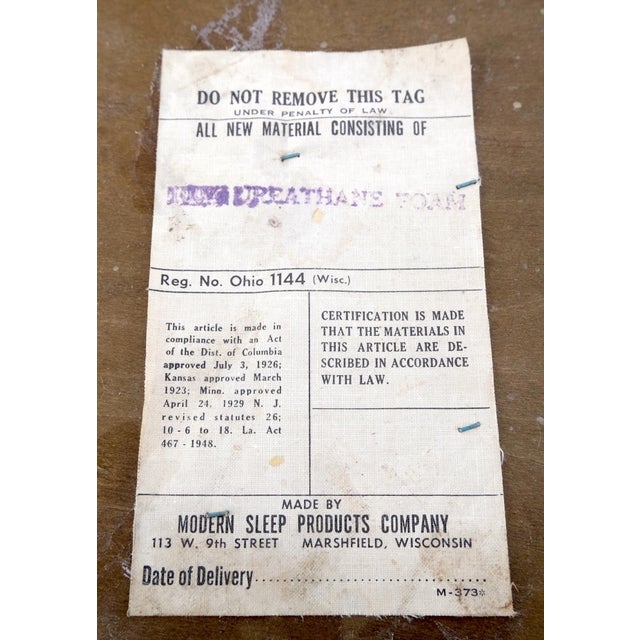 DO NOT REMOVE THIS TAG
UNDER PENALTY OF LAW
ALL NEW MATERIAL CONSISTING OF
FOAM
Reg. No. Ohio 1144 (Wisc.)
This article is made in
compliance with an Act
of the Dist. of Columbia
approved July 3, 1926;
Kansas approved March
1923; Minn. approved
April 24, 1929 N. J.
revised statutes 26;
10-6 to 18. La. Act
467-1948.
CERTIFICATION IS MADE
THAT THE MATERIALS IN
THIS ARTICLE ARE DE-
SCRIBED IN ACCORDANCE
WITH LAW.
MADE BY
MODERN SLEEP PRODUCTS COMPANY
113 W. 9th STREET MARSHFIELD, WISCONSIN
Date of Delivery..............................
M-373*